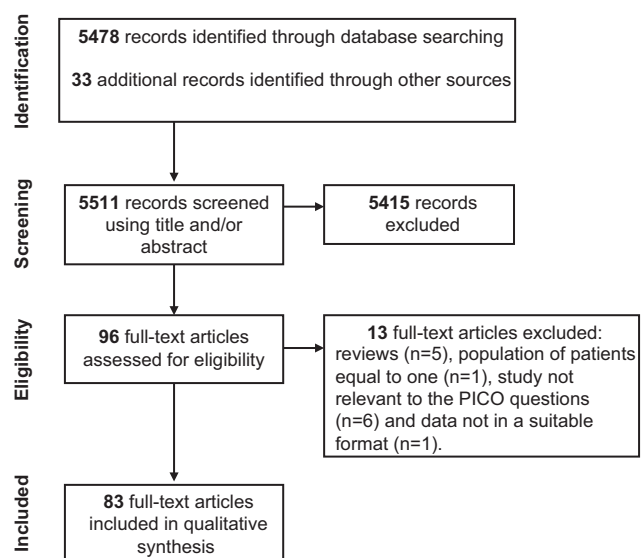 Identification
5478 records identified through database searching
33 additional records identified through other sources
Screening
5511 records screened
using title and/or
abstract
5415 records
excluded
Eligibility
96 full-text articles
assessed for eligibility
13 full-text articles excluded:
reviews (n=5), population of patients
equal to one (n=1), study not
relevant to the PICO questions
(n=6) and data not in a suitable
format (n=1).
Included
83 full-text articles
included in qualitative
synthesis